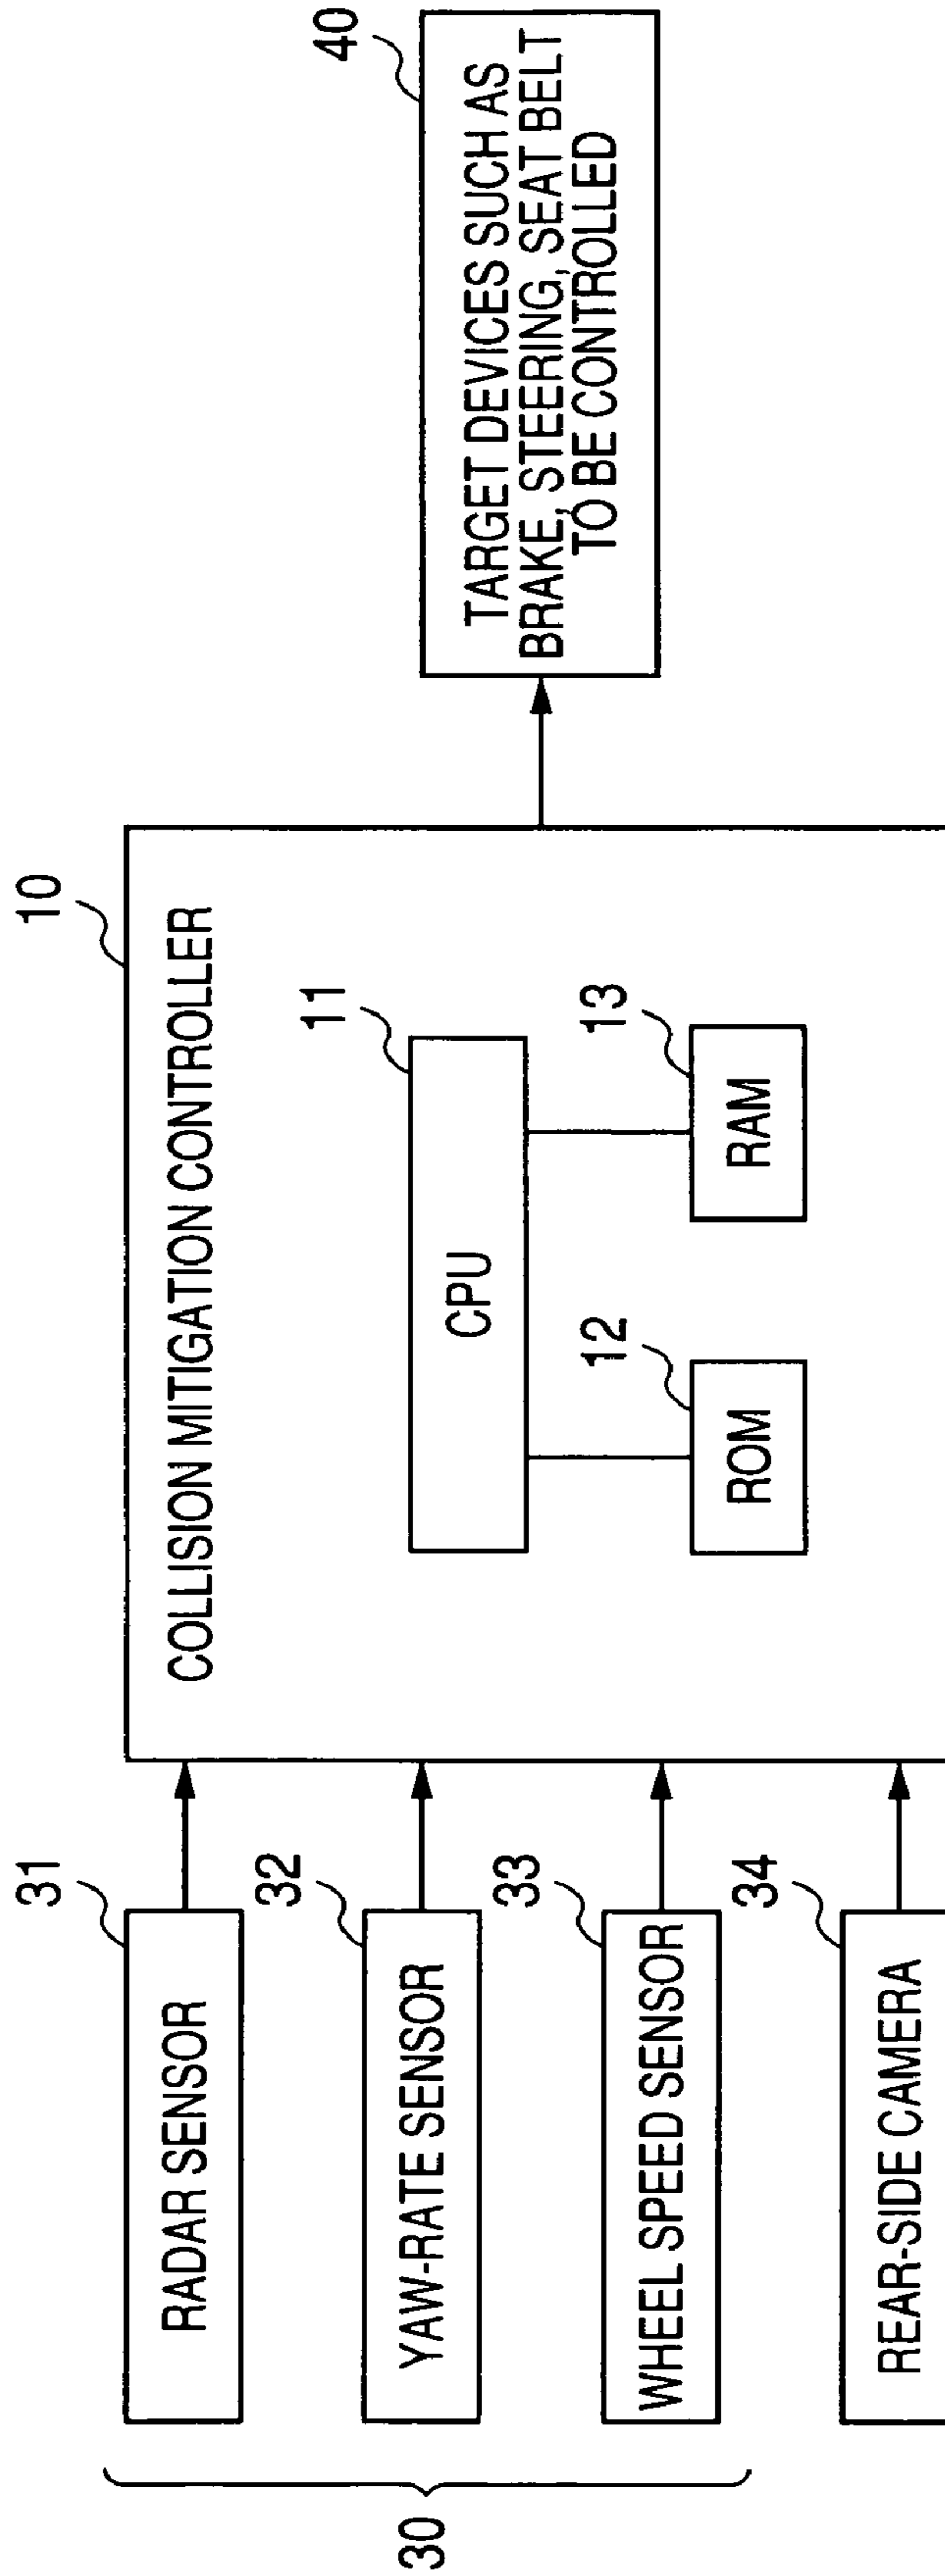 30
31
RADAR SENSOR
32
YAW-RATE SENSOR
33
WHEEL SPEED SENSOR
34
REAR-SIDE CAMERA
10
COLLISION MITIGATION CONTROLLER
11
CPU
12
ROM
13
RAM
40
TARGET DEVICES SUCH AS
BRAKE, STEERING, SEAT BELT
TO BE CONTROLLED